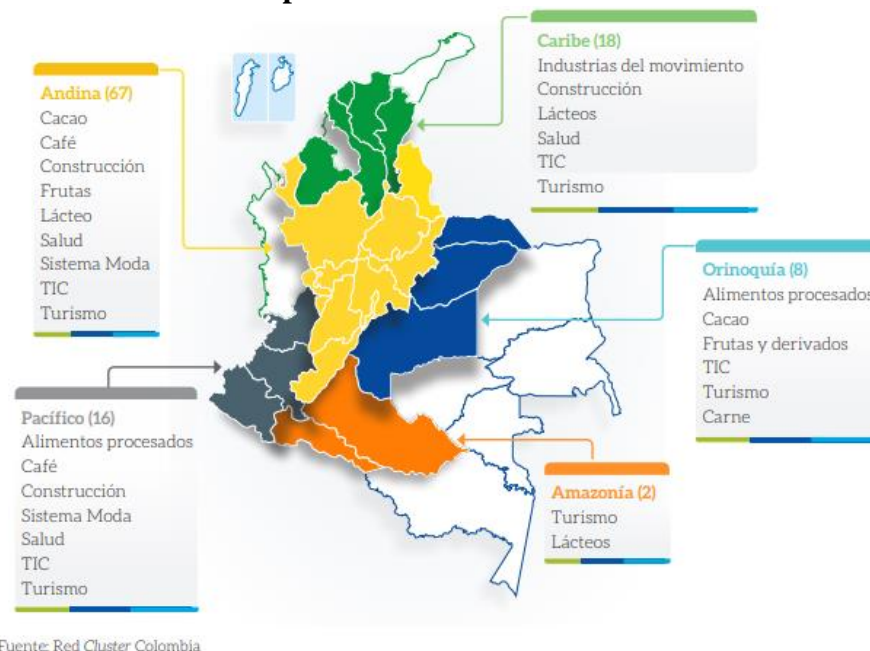 Caribe (18)
Industrias del movimiento
Construcción
Lácteos
Salud
TIC
Turismo
Andina (67)
Cacao
Café
Construcción
Frutas
Lácteo
Salud
Sistema Moda
TIC
Turismo
Orinoquía (8)
Alimentos procesados
Cacao
Frutas y derivados
TIC
Turismo
Carne
Pacífico (16)
Alimentos procesados
Café
Construcción
Sistema Moda
Salud
TIC
Turismo
Amazonía (2)
Turismo
Lácteos
Fuente: Red Cluster Colombia